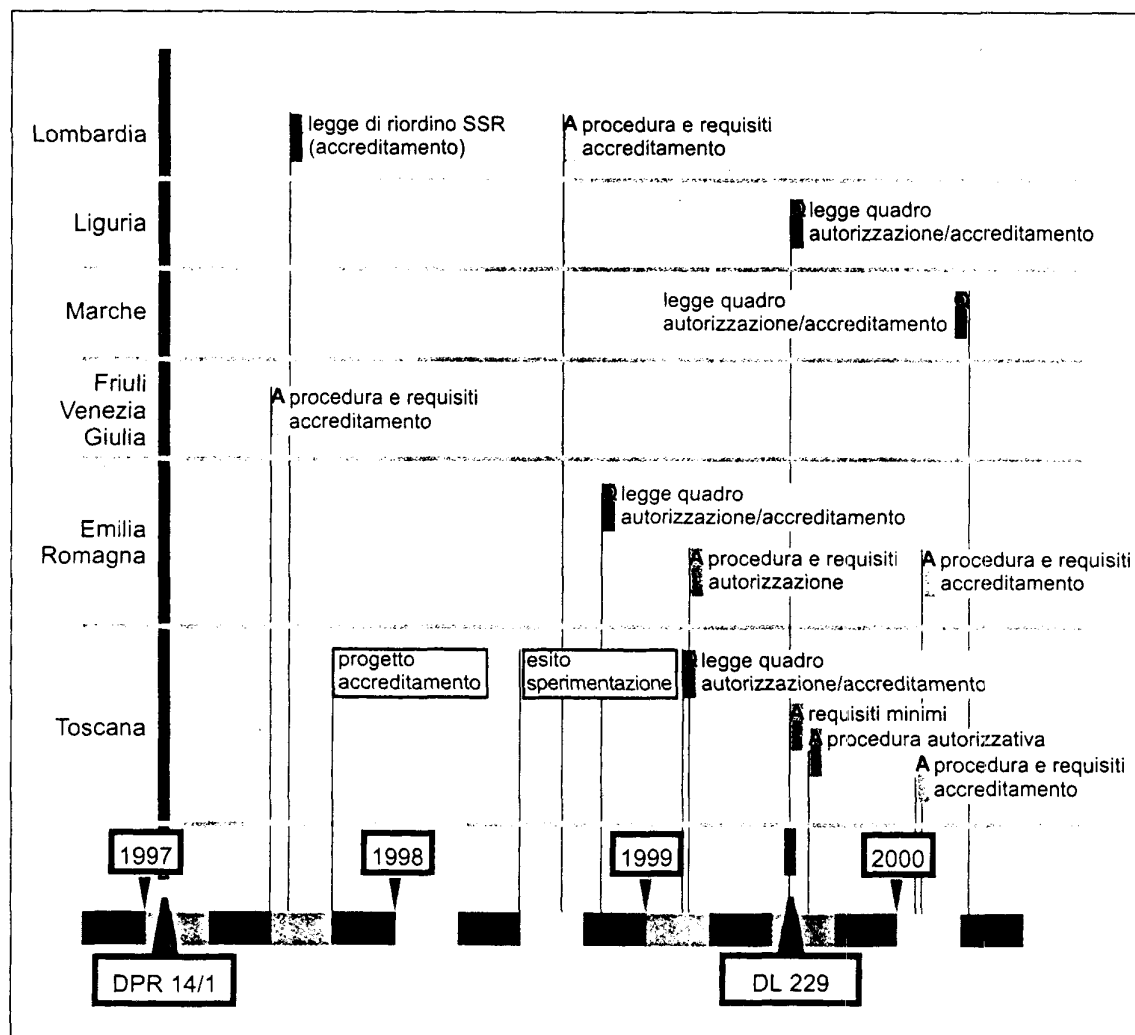 Lombardia
legge di riordino SSR
(accreditamento)
A procedura e requisiti
accreditamento
Liguria
Q legge quadro
autorizzazione/accreditamento
Marche
legge quadro Q
autorizzazione/accreditamento
Friuli
Venezia
Giulia
A procedura e requisiti
accreditamento
Emilia
Romagna
Q legge quadro
autorizzazione/accreditamento
A procedura e requisiti
autorizzazione
A procedura e requisiti
accreditamento
Toscana
progetto
accreditamento
esito
sperimentazione
Q legge quadro
autorizzazione/accreditamento
A requisiti minimi
A procedura autorizzativa
A procedura e requisiti
accreditamento
1997
1998
1999
2000
DPR 14/1
DL 229